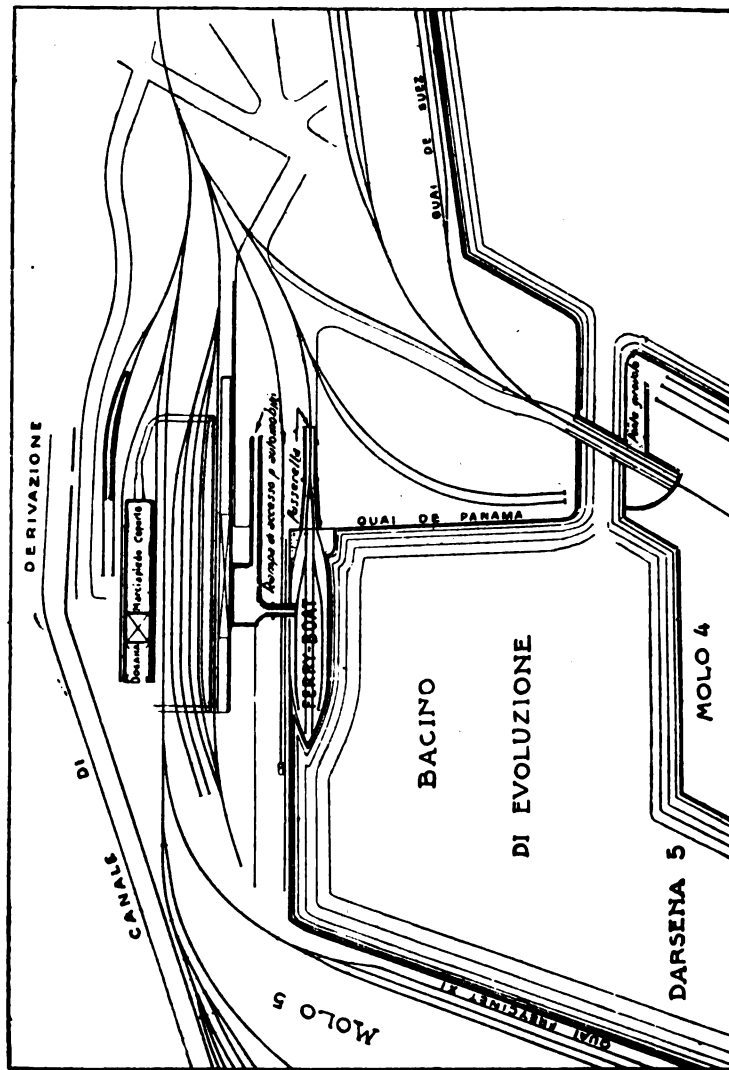 QUAI DE SUEZ
DERIVAZIONE
DI
CANALE
Dogana
Marciapiede Coperto
Rampa di accesso p automobili
Passerella
FERRY-BOAT
QUAI DE PANAMA
BACINO
DI EVOLUZIONE
MOLO 4
DARSENA 5
MOLO 5
QUAI FREYCINET XI